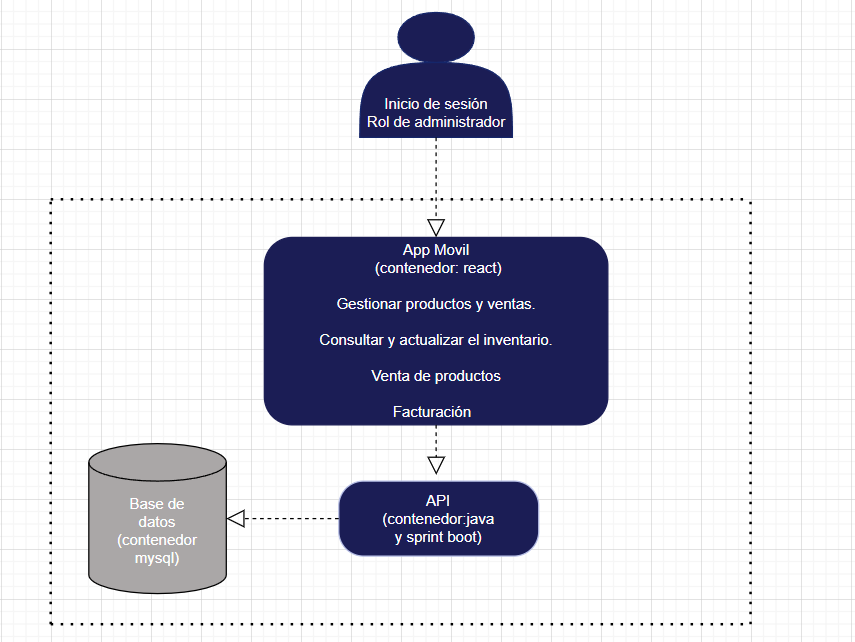 Inicio de sesión
Rol de administrador
App Movil
(contenedor: react)
Gestionar productos y ventas.
Consultar y actualizar el inventario.
Venta de productos
Facturación
API
(contenedor:java
y sprint boot)
Base de
datos
(contenedor
mysql)